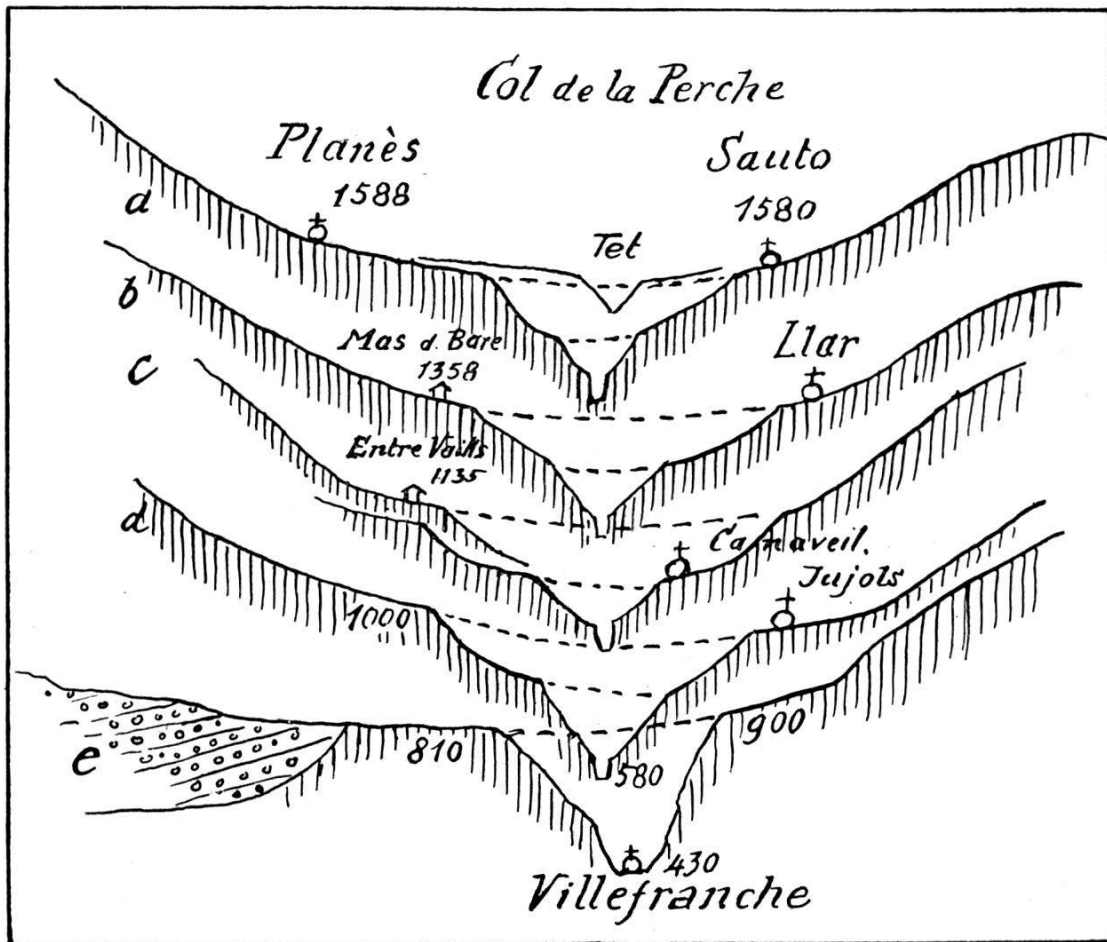 Col de la Perche
Planès
1588
Sauto
1580
a
Tet
b
Mas d. Bare
1358
Llar
c
Entre Vaills
1135
d
Canaveil.
Jujols
1000
e
810
900
580
430
Villefranche